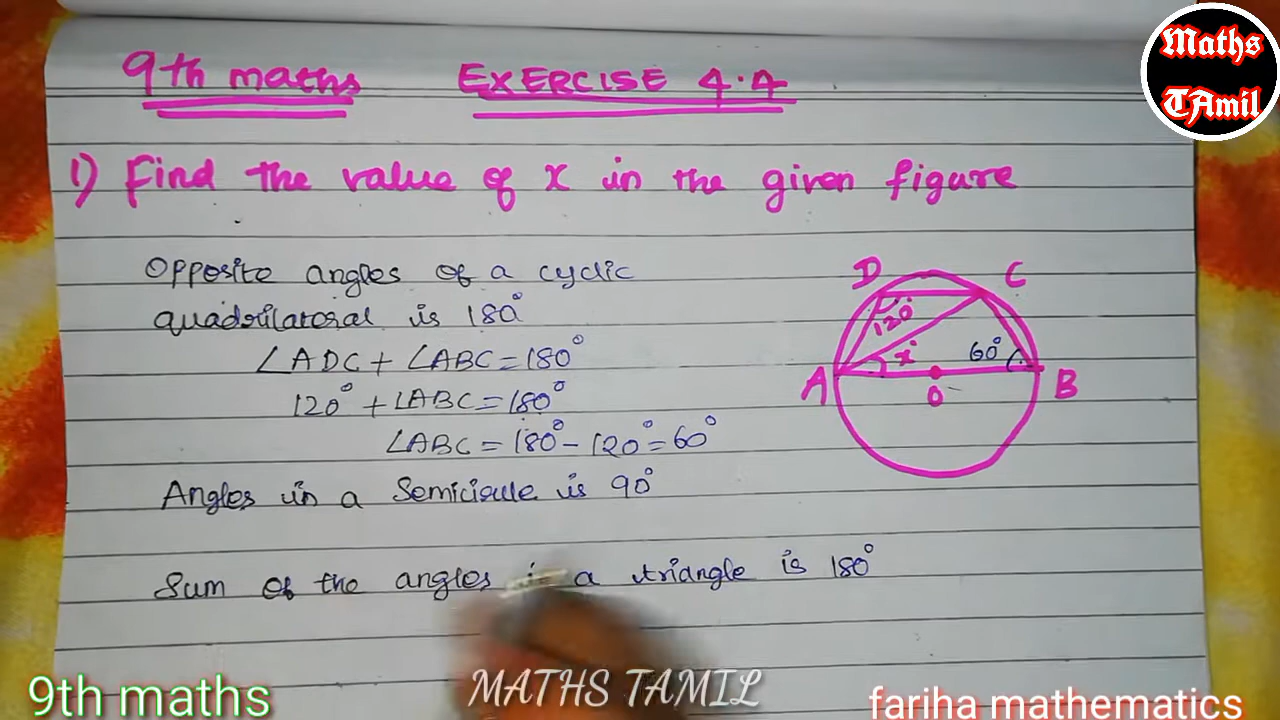 Maths
TAmil
9th maths EXERCISE 4.4
1) Find the value of x in the given figure
Opposite angles of a cyclic
quadrilateral is 180°
∠ADC + ∠ABC = 180°
120° + ∠ABC = 180°
∠ABC = 180° - 120° = 60°
Angles in a Semicicule is 90°
Sum of the angles a triangle is 180°
D C
120°
x° 60°
A O B
9th maths MATHS TAMIL fariha mathematics